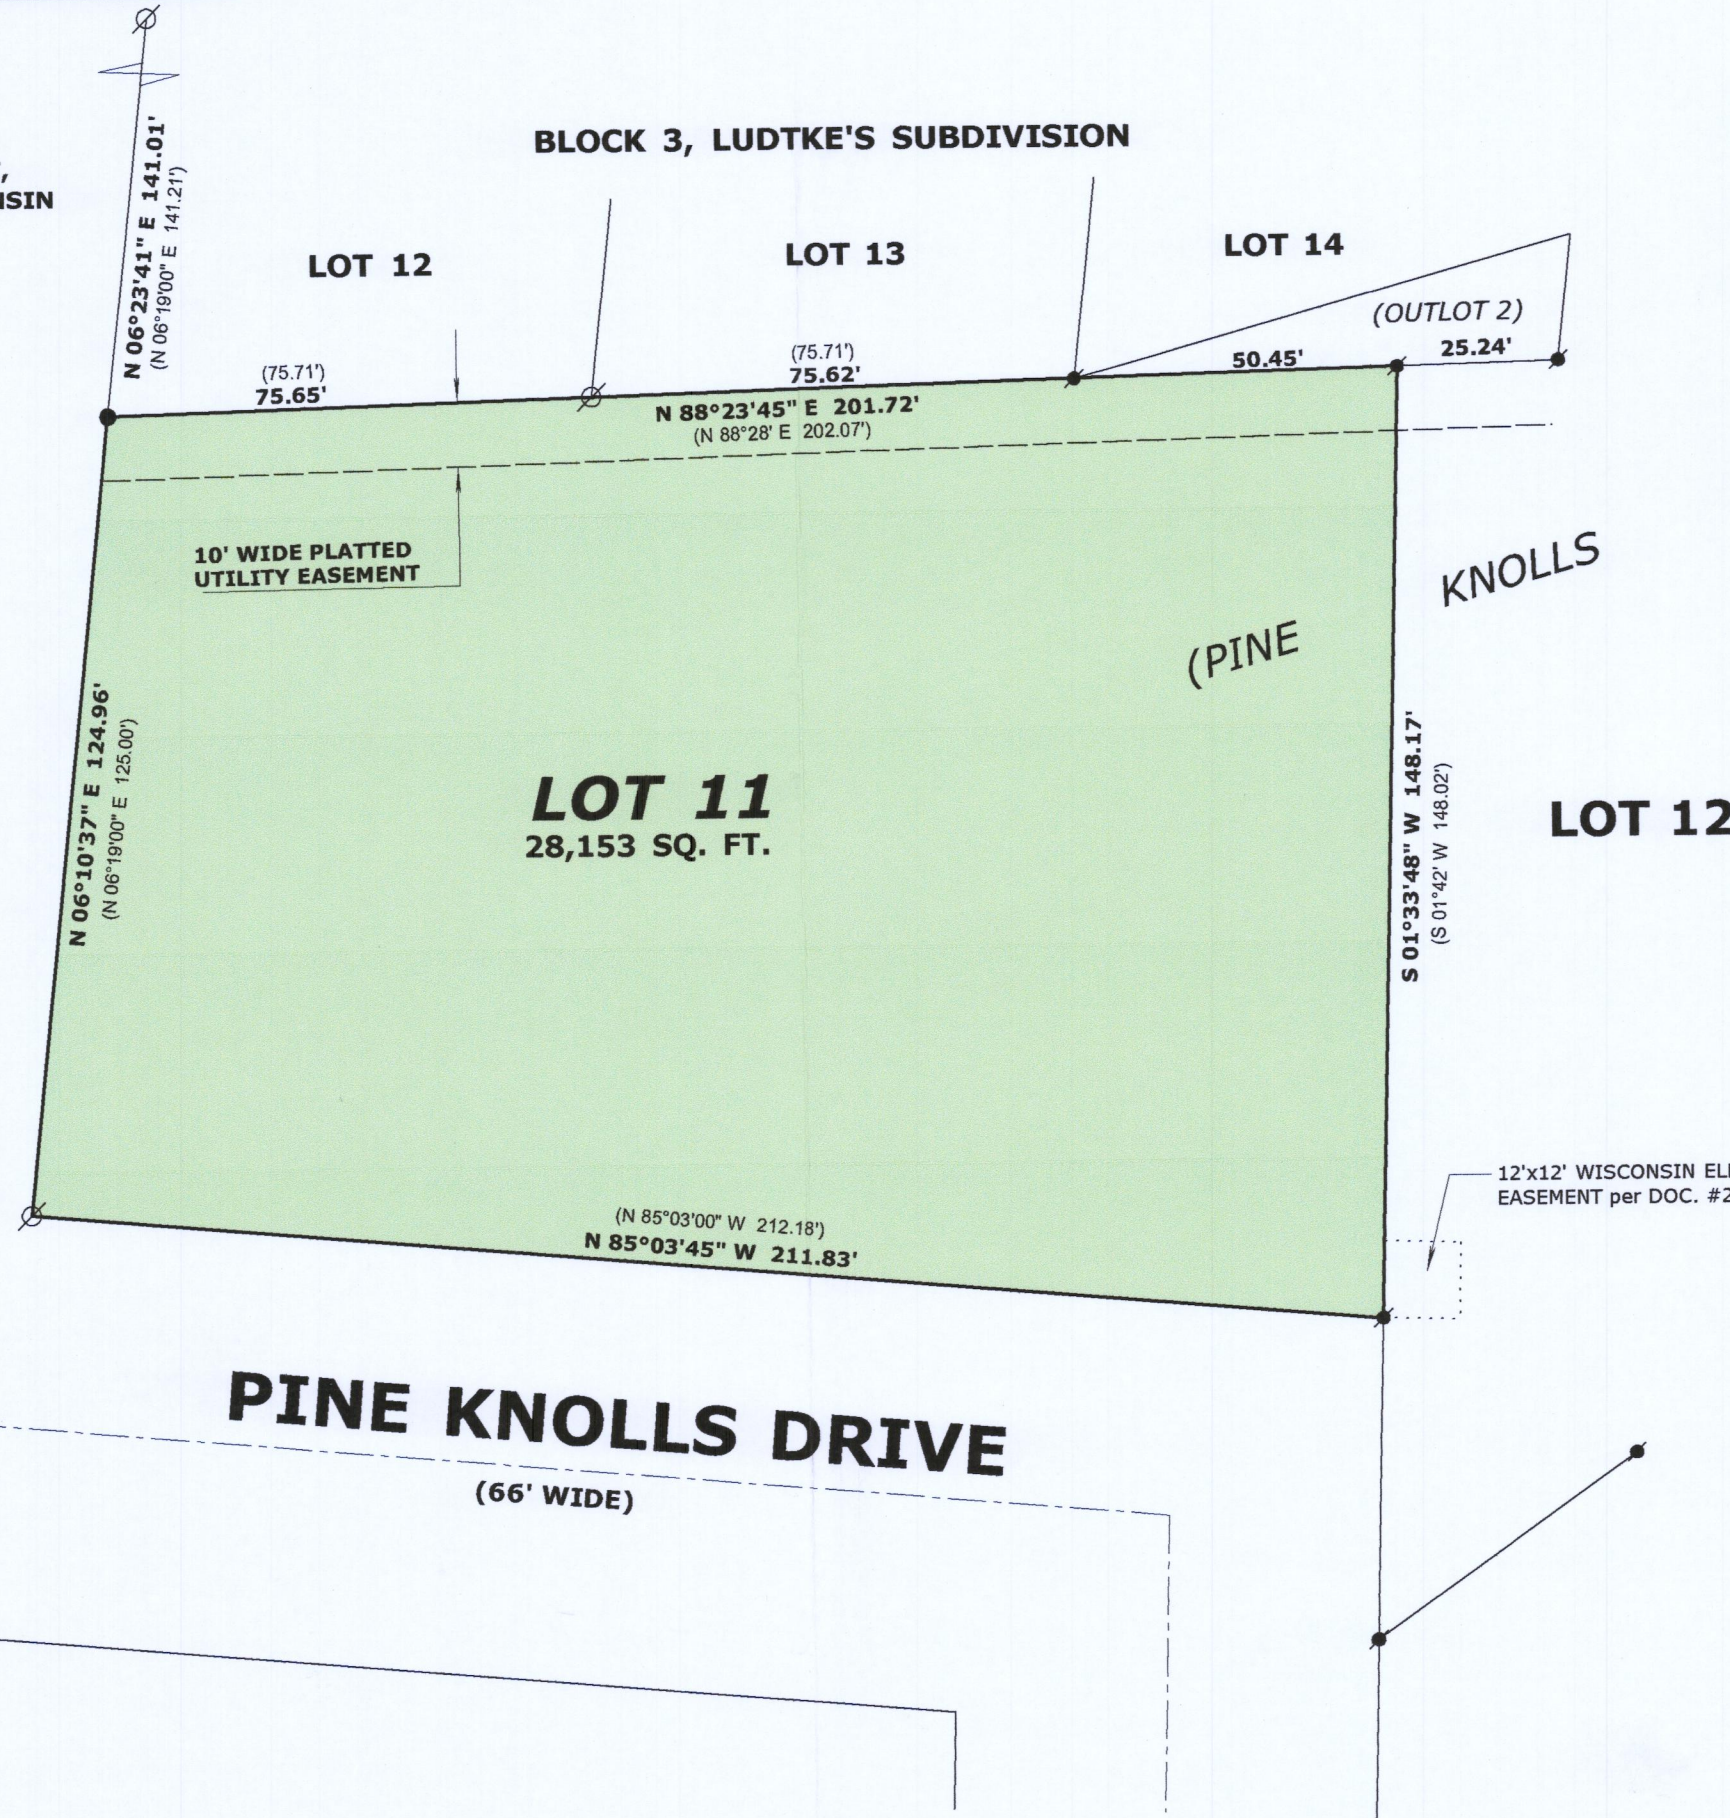 BLOCK 3, LUDTKE'S SUBDIVISION
N 06°23'41" E 141.01'
(N 06°19'00" E 141.21')
LOT 12
LOT 13
LOT 14
(OUTLOT 2)
(75.71')
75.65'
(75.71')
75.62'
50.45'
25.24'
N 88°23'45" E 201.72'
(N 88°28' E 202.07')
10' WIDE PLATTED
UTILITY EASEMENT
(PINE KNOLLS
N 06°10'37" E 124.96'
(N 06°19'00" E 125.00')
LOT 11
28,153 SQ. FT.
S 01°33'48" W 148.17'
(S 01°42' W 148.02')
LOT 12
12'x12' WISCONSIN
EASEMENT per DOC.
(N 85°03'00" W 212.18')
N 85°03'45" W 211.83'
PINE KNOLLS DRIVE
(66' WIDE)